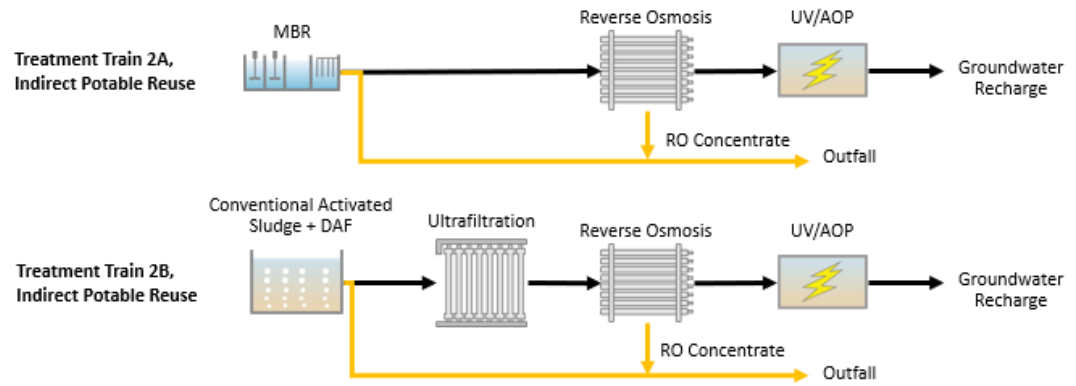 Treatment Train 2A,
Indirect Potable Reuse
MBR
Reverse Osmosis
UV/AOP
Groundwater
Recharge
RO Concentrate
Outfall
Treatment Train 2B,
Indirect Potable Reuse
Conventional Activated
Sludge + DAF
Ultrafiltration
Reverse Osmosis
UV/AOP
Groundwater
Recharge
RO Concentrate
Outfall